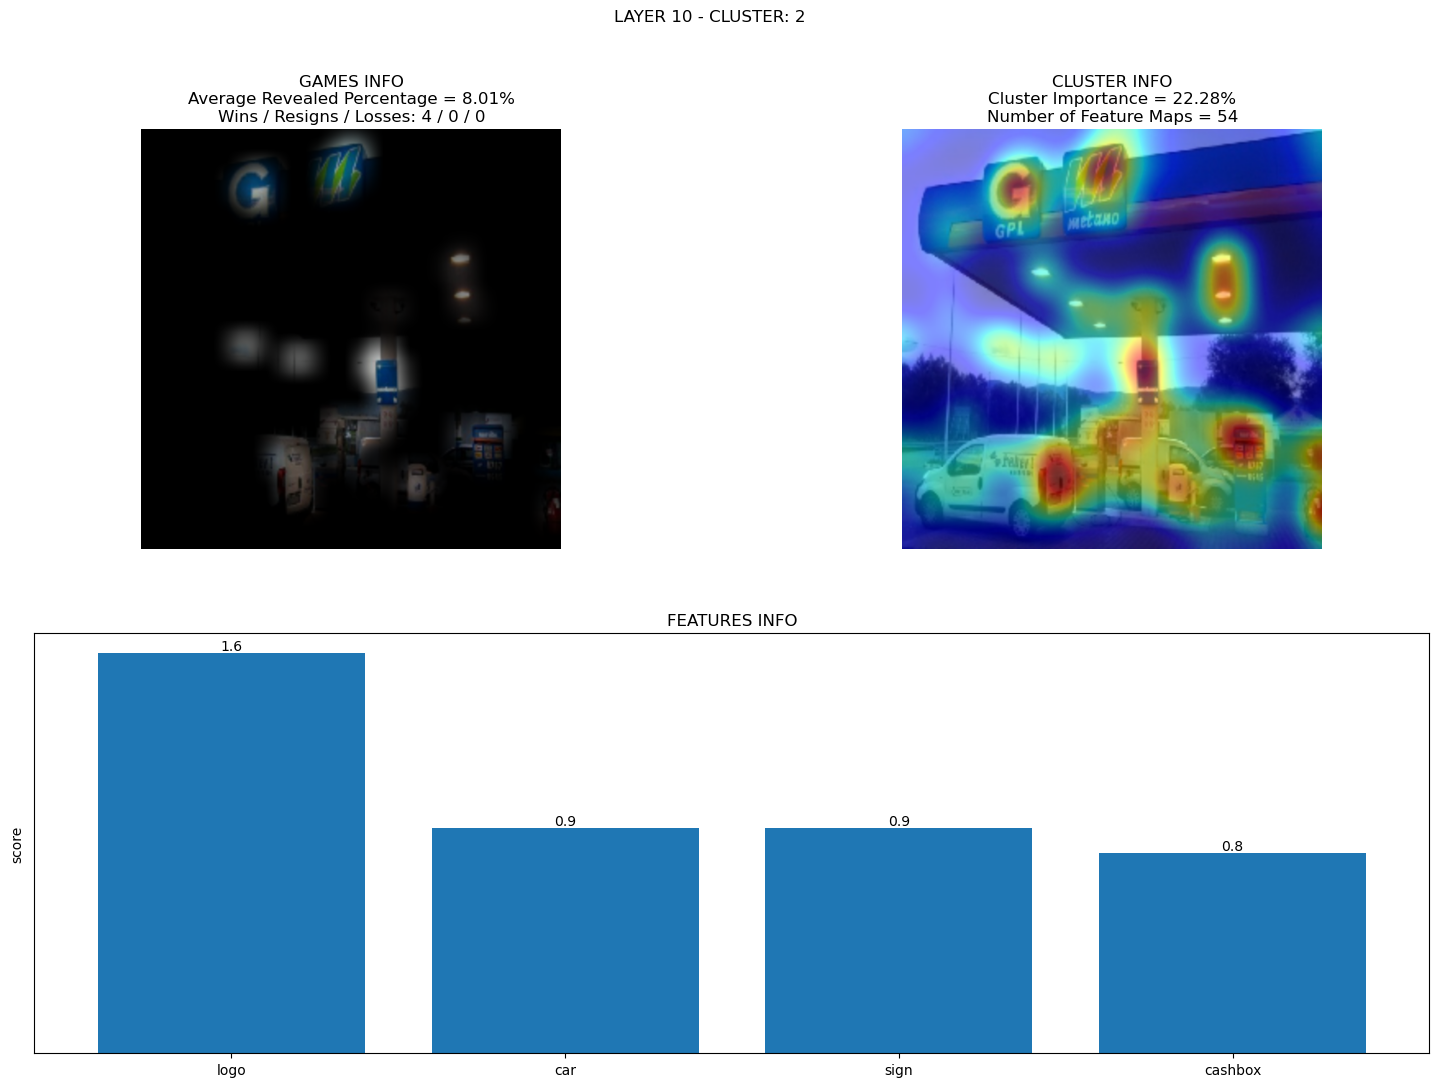 LAYER 10 - CLUSTER: 2
GAMES INFO
Average Revealed Percentage = 8.01%
Wins / Resigns / Losses: 4 / 0 / 0
G
CLUSTER INFO
Cluster Importance = 22.28%
Number of Feature Maps = 54
G
GPL
metano
FEATURES INFO
score
1.6
0.9
0.9
0.8
logo
car
sign
cashbox